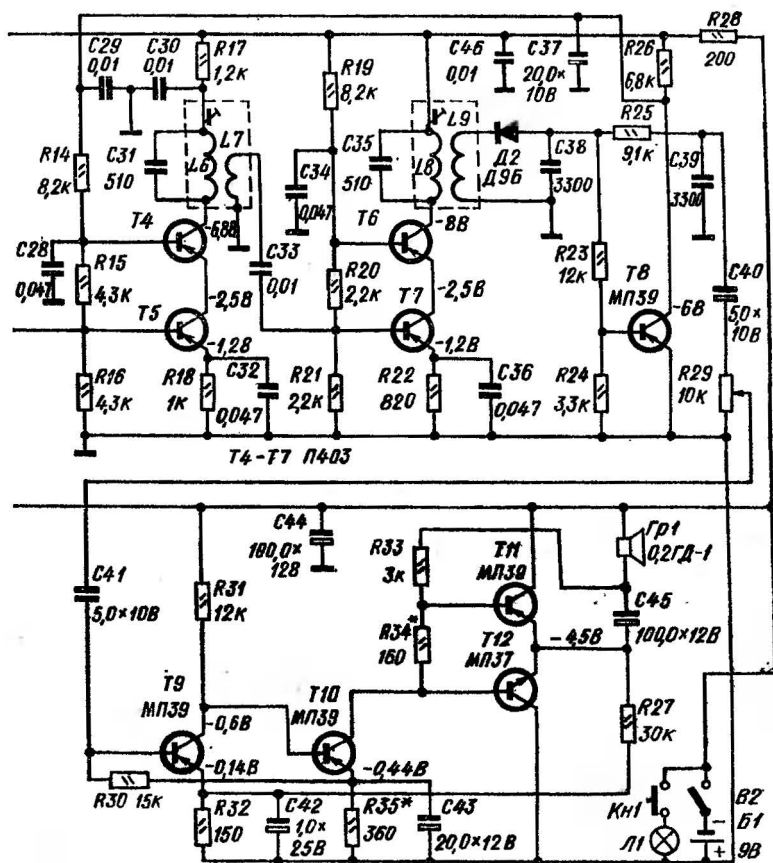 C29
0,01
C30
0,01
R17
1,2к
R19
8,2к
C46
0,01
C37
20,0×
10В
R26
6,8к
R28
200
R14
8,2к
C31
510
L6
L7
C34
0,047
C35
510
L8
L9
Д2
Д9Б
C38
3300
R25
9,1к
C39
3300
T4
-6,8В
T6
-8В
C28
0,047
R15
4,3к
C33
0,01
R20
2,2к
R23
12к
T8
МП39
C40
5,0×
10В
-2,5В
-2,5В
T5
-1,2В
T7
-1,2В
-6В
R16
4,3к
R18
1к
C32
0,047
R21
2,2к
R22
820
C36
0,047
R24
3,3к
R29
10к
T4-T7 П403
C41
5,0×10В
R31
12к
C44
100,0×
12В
R33
3к
T11
МП39
Гр1
0,2ГД-1
R34*
160
T12
МП37
C45
100,0×12В
-4,5В
T9
МП39
-0,6В
T10
МП39
R27
30к
-0,14В
-0,44В
R30 15к
R32
150
C42
1,0×
25В
R35*
360
C43
20,0×12В
Кн1
Л1
В2
Б1
-
+
9В